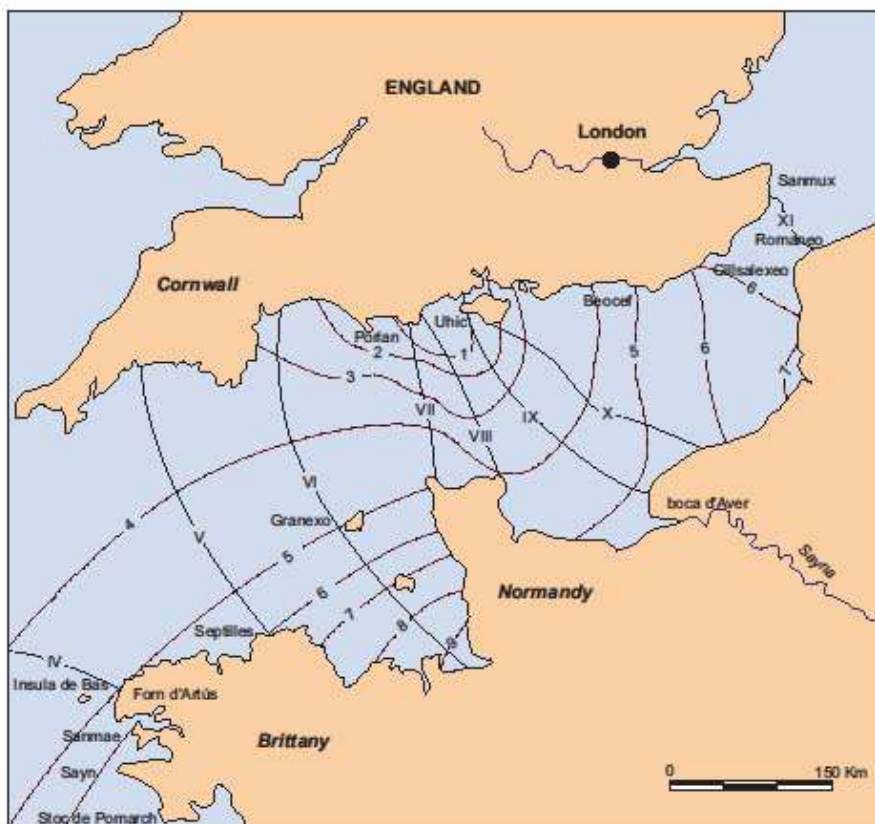 ENGLAND
London
Sanmux
XI
Romaneo
Gillsalexeo
6
Cornwall
Beocef
Uhic
Portan
1
2
3
5
6
7
VII
VIII
IX
X
VI
4
V
Granexo
5
boca d'Aver
Sayna
6
7
Normandy
8
9
Septilles
IV
Insula de Bas
Forn d'Artús
Sanmae
Brittany
Sayn
0 150 Km
Stoc de Pomarch